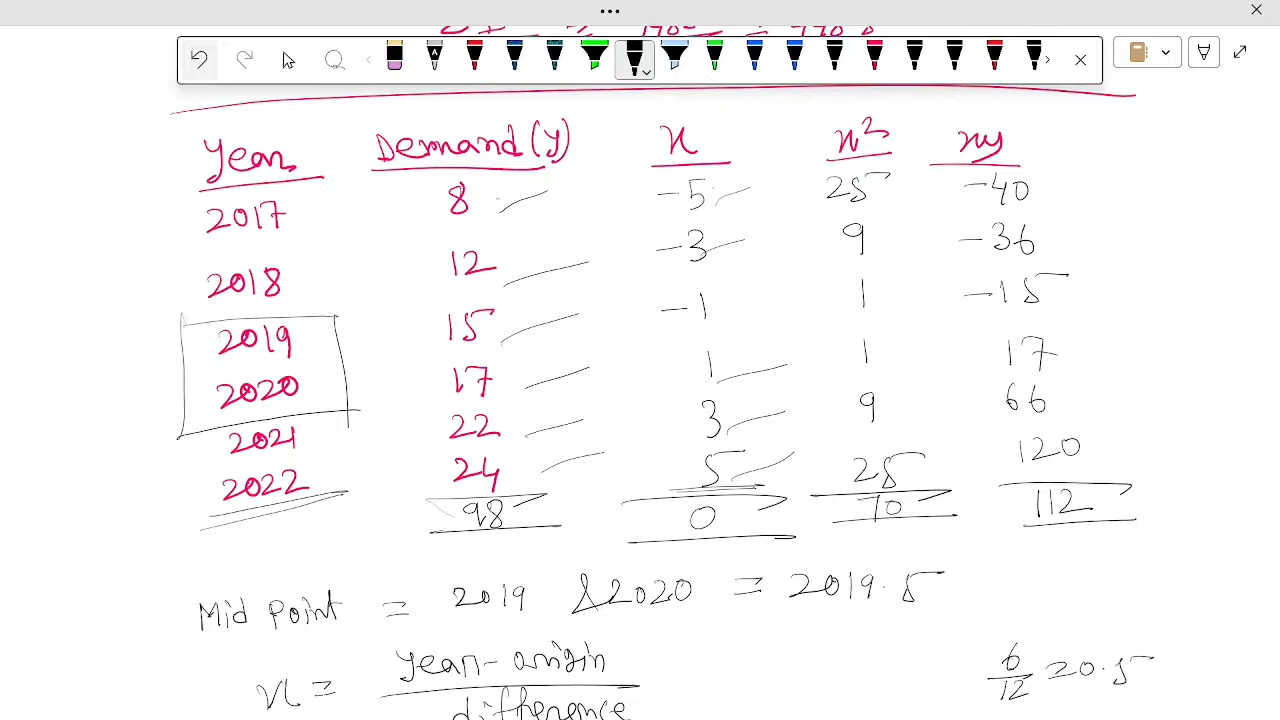 Year Demand(y) x x² xy
2017 8 -5 25 -40
2018 12 -3 9 -36
2019 15 -1 1 -15
2020 17 1 1 17
2021 22 3 9 66
2022 24 5 25 120
98 0 70 112
Mid Point = 2019 & 2020 = 2019.5
x = year-origin / difference
6/12 = 0.5